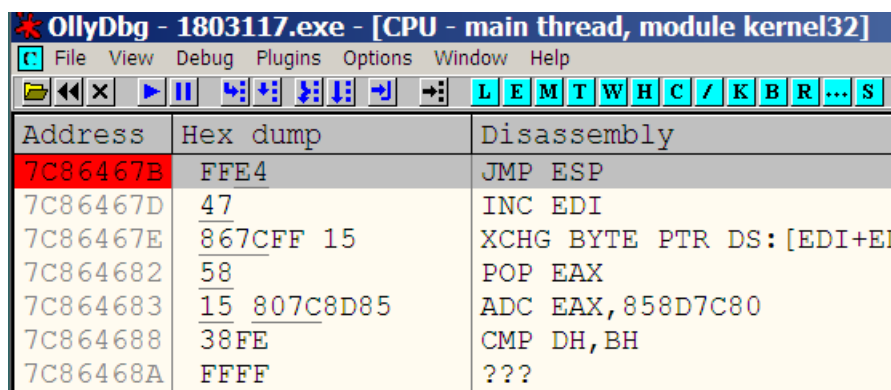 OllyDbg - 1803117.exe - [CPU - main thread, module kernel32]
C File View Debug Plugins Options Window Help
L E M T W H C / K B R ... S
Address Hex dump Disassembly
7C86467B FFE4 JMP ESP
7C86467D 47 INC EDI
7C86467E 867CFF 15 XCHG BYTE PTR DS:[EDI+EI
7C864682 58 POP EAX
7C864683 15 807C8D85 ADC EAX,858D7C80
7C864688 38FE CMP DH,BH
7C86468A FFFF ???